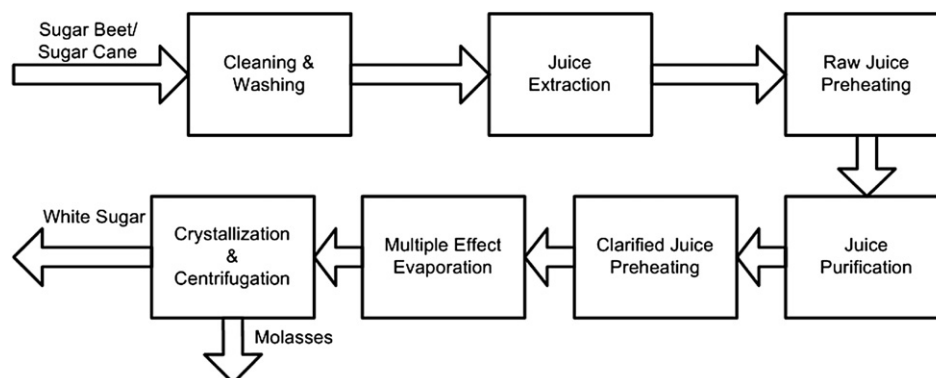 Sugar Beet/
Sugar Cane
Cleaning &
Washing
Juice
Extraction
Raw Juice
Preheating
White Sugar
Crystallization
&
Centrifugation
Multiple Effect
Evaporation
Clarified Juice
Preheating
Juice
Purification
Molasses